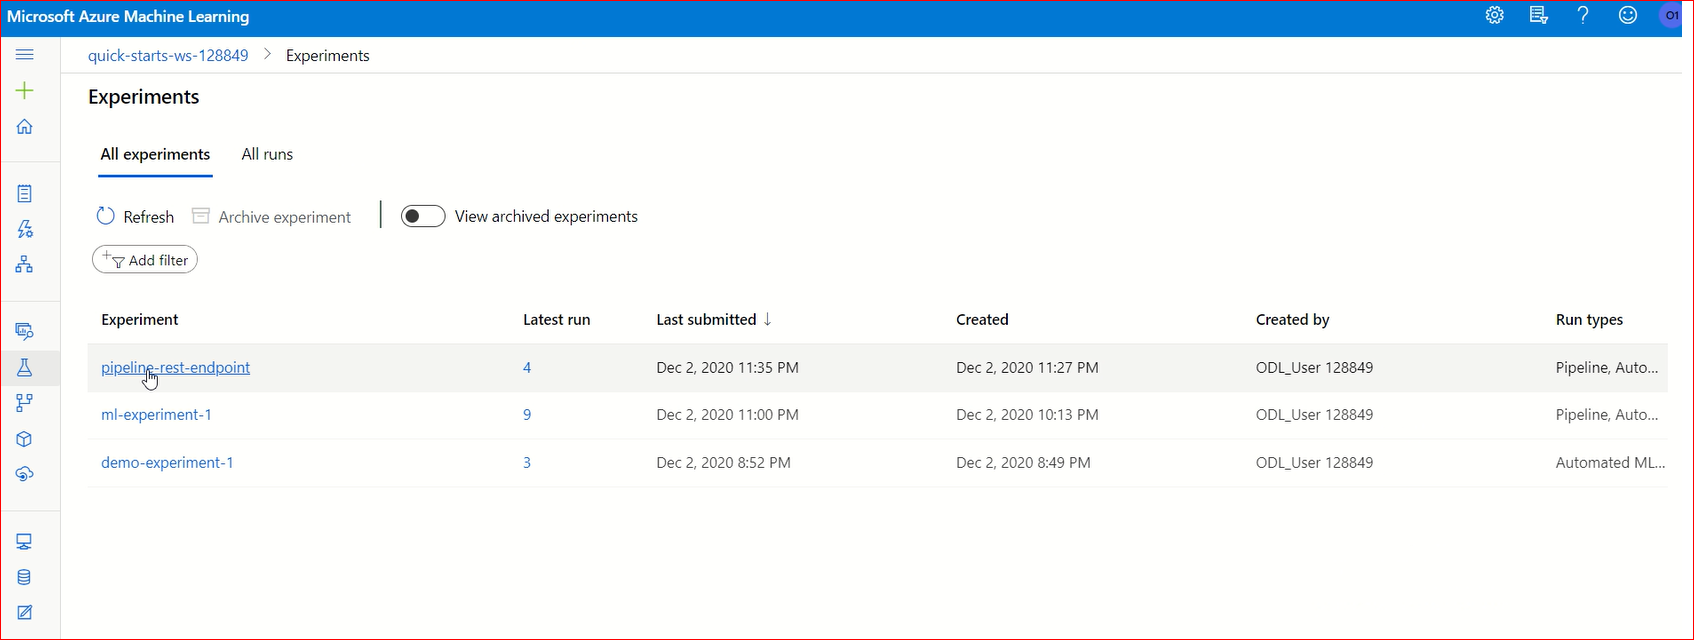 Microsoft Azure Machine Learning
O1
quick-starts-ws-128849 > Experiments
Experiments
All experiments All runs
Refresh Archive experiment View archived experiments
Add filter
Experiment Latest run Last submitted ↓ Created Created by Run types
pipeline-rest-endpoint 4 Dec 2, 2020 11:35 PM Dec 2, 2020 11:27 PM ODL_User 128849 Pipeline, Auto...
ml-experiment-1 9 Dec 2, 2020 11:00 PM Dec 2, 2020 10:13 PM ODL_User 128849 Pipeline, Auto...
demo-experiment-1 3 Dec 2, 2020 8:52 PM Dec 2, 2020 8:49 PM ODL_User 128849 Automated ML...